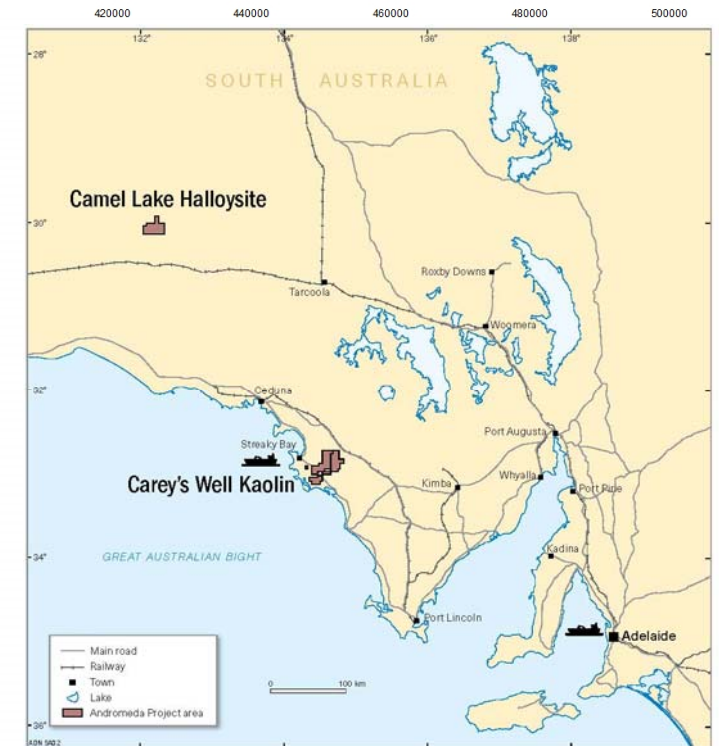 420000 440000 460000 480000 500000
132° 134° 136° 138°
28°
SOUTH AUSTRALIA
Camel Lake Halloysite
30°
Roxby Downs
Tarcoola
Woomera
32°
Ceduna
Port Augusta
Streaky Bay
Whyalla
Carey's Well Kaolin
Kimba
Port Pirie
34°
GREAT AUSTRALIAN BIGHT
Kadina
Port Lincoln
Adelaide
Main road
Railway
Town
Lake
Andromeda Project area
0 100 km
36°